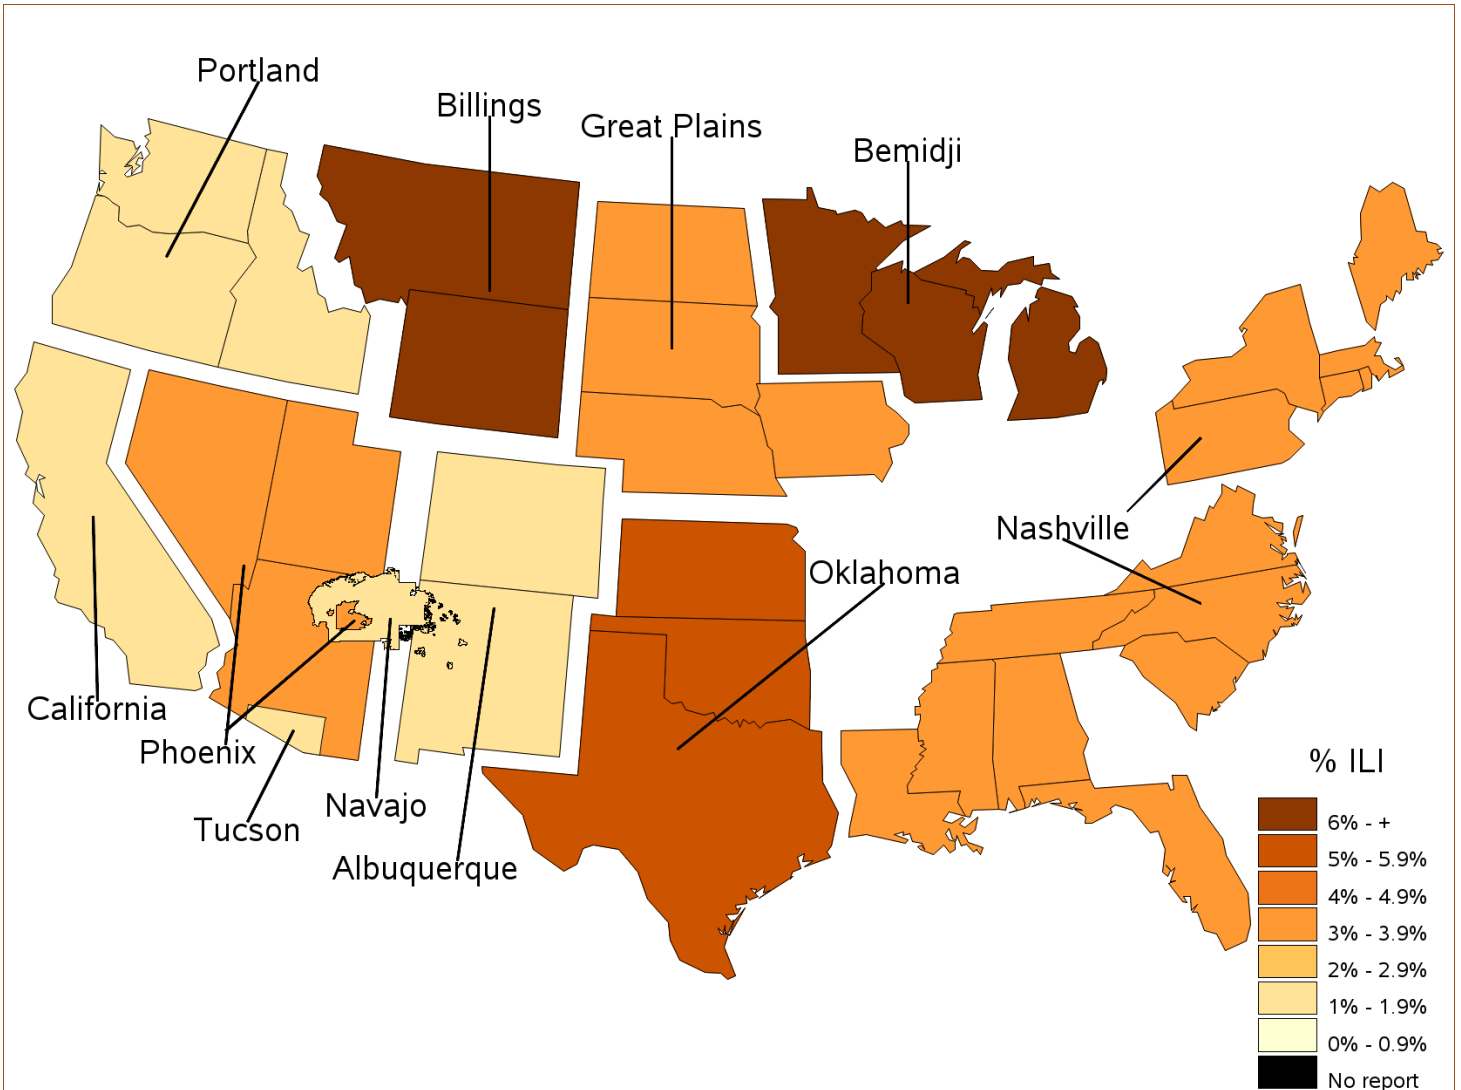 Portland
Billings
Great Plains
Bemidji
Nashville
Oklahoma
California
Phoenix
Navajo
Tucson
Albuquerque
% ILI
6% - +
5% - 5.9%
4% - 4.9%
3% - 3.9%
2% - 2.9%
1% - 1.9%
0% - 0.9%
No report